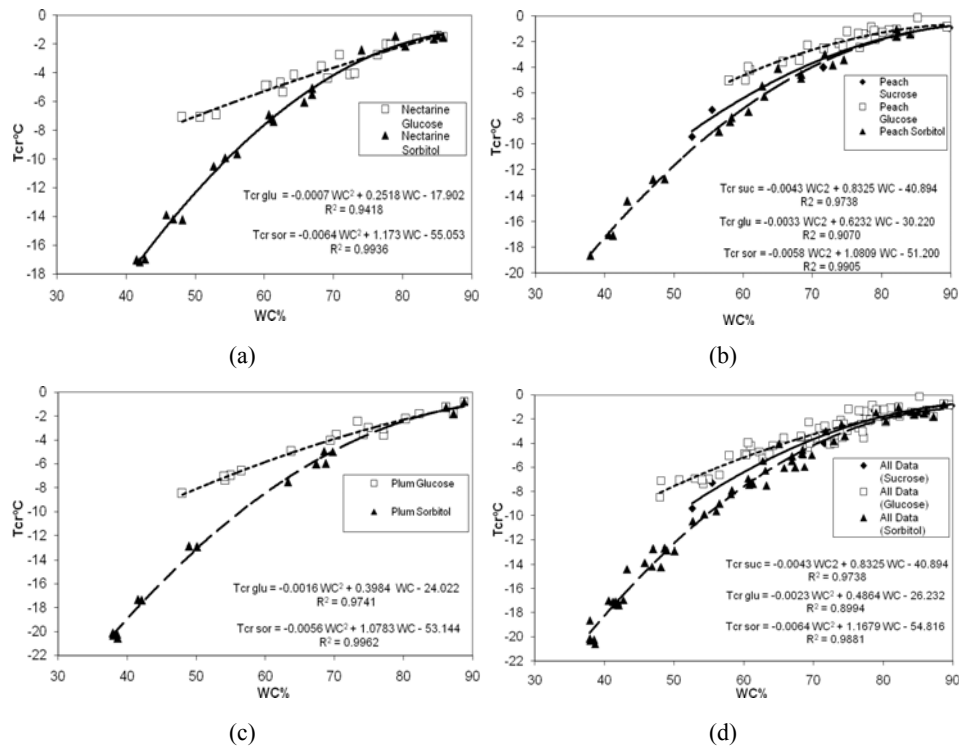 0
-2
-4
-6
-8
-10
-12
-14
-16
-18
Tcr°C
30 40 50 60 70 80 90
WC%
Nectarine Glucose
Nectarine Sorbitol
Tcr glu = -0.0007 WC² + 0.2518 WC - 17.902
R² = 0.9418
Tcr sor = -0.0064 WC² + 1.173 WC - 55.053
R² = 0.9936
(a)
0
-2
-4
-6
-8
-10
-12
-14
-16
-18
-20
Tcr°C
30 40 50 60 70 80 90
WC%
Peach Sucrose
Peach Glucose
Peach Sorbitol
Tcr suc = -0.0043 WC2 + 0.8325 WC - 40.894
R2 = 0.9738
Tcr glu = -0.0033 WC2 + 0.6232 WC - 30.220
R2 = 0.9070
Tcr sor = -0.0058 WC2 + 1.0809 WC - 51.200
R2 = 0.9905
(b)
0
-2
-4
-6
-8
-10
-12
-14
-16
-18
-20
-22
Tcr°C
30 40 50 60 70 80 90
WC%
Plum Glucose
Plum Sorbitol
Tcr glu = -0.0016 WC² + 0.3984 WC - 24.022
R² = 0.9741
Tcr sor = -0.0056 WC² + 1.0783 WC - 53.144
R² = 0.9962
(c)
0
-2
-4
-6
-8
-10
-12
-14
-16
-18
-20
-22
Tcr°C
30 40 50 60 70 80 90
WC%
All Data (Sucrose)
All Data (Glucose)
All Data (Sorbitol)
Tcr suc = -0.0043 WC2 + 0.8325 WC - 40.894
R² = 0.9738
Tcr glu = -0.0023 WC² + 0.4864 WC - 26.232
R² = 0.8994
Tcr sor = -0.0064 WC² + 1.1679 WC - 54.816
R² = 0.9881
(d)